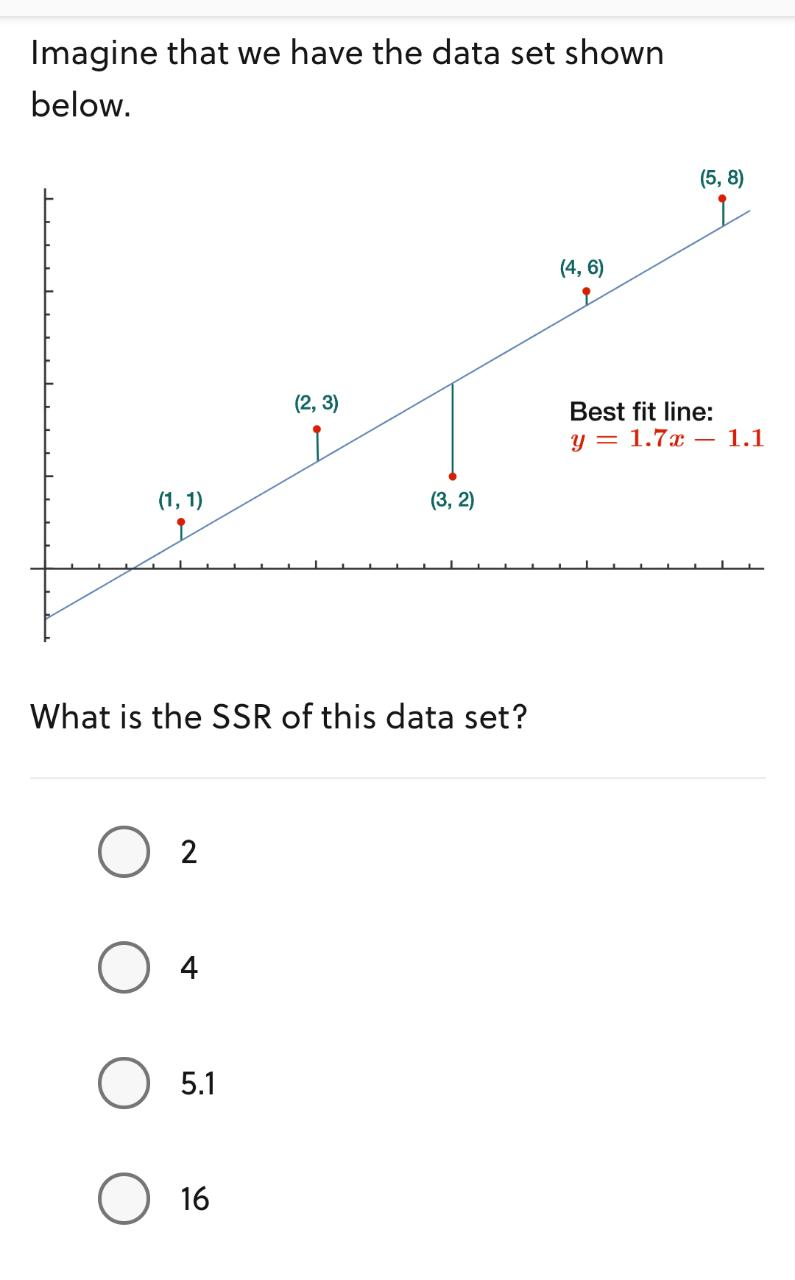 Imagine that we have the data set shown
below.
(5, 8)
(4, 6)
(2, 3)
Best fit line:
y = 1.7x − 1.1
(1, 1)
(3, 2)
What is the SSR of this data set?
2
4
5.1
16